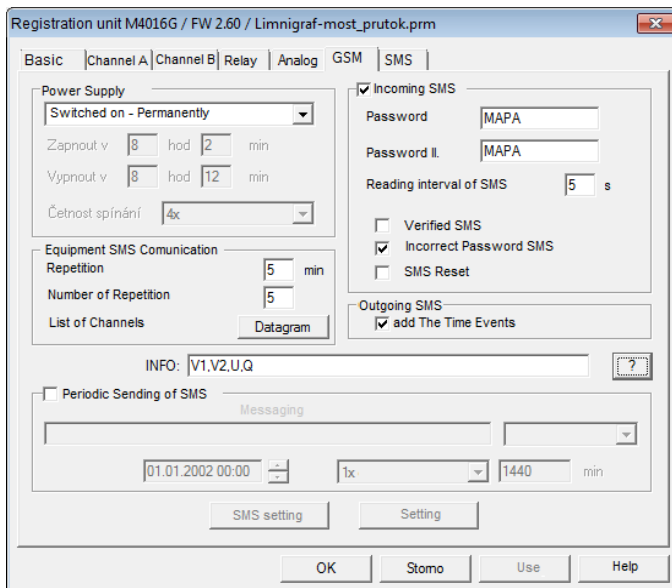 Registration unit M4016G / FW 2.60 / Limnigraf-most_prutok.prm
Basic Channel A Channel B Relay Analog GSM SMS
Power Supply
Switched on - Permanently
Zapnout v 8 hod 2 min
Vypnout v 8 hod 12 min
Četnost spínání 4x
Equipment SMS Comunication
Repetition 5 min
Number of Repetition 5
List of Channels Datagram
Incoming SMS
Password MAPA
Password II. MAPA
Reading interval of SMS 5 s
Verified SMS
Incorrect Password SMS
SMS Reset
Outgoing SMS
add The Time Events
INFO: V1,V2,U,Q ?
Periodic Sending of SMS
Messaging
01.01.2002 00:00 1x 1440 min
SMS setting Setting
OK Storno Use Help